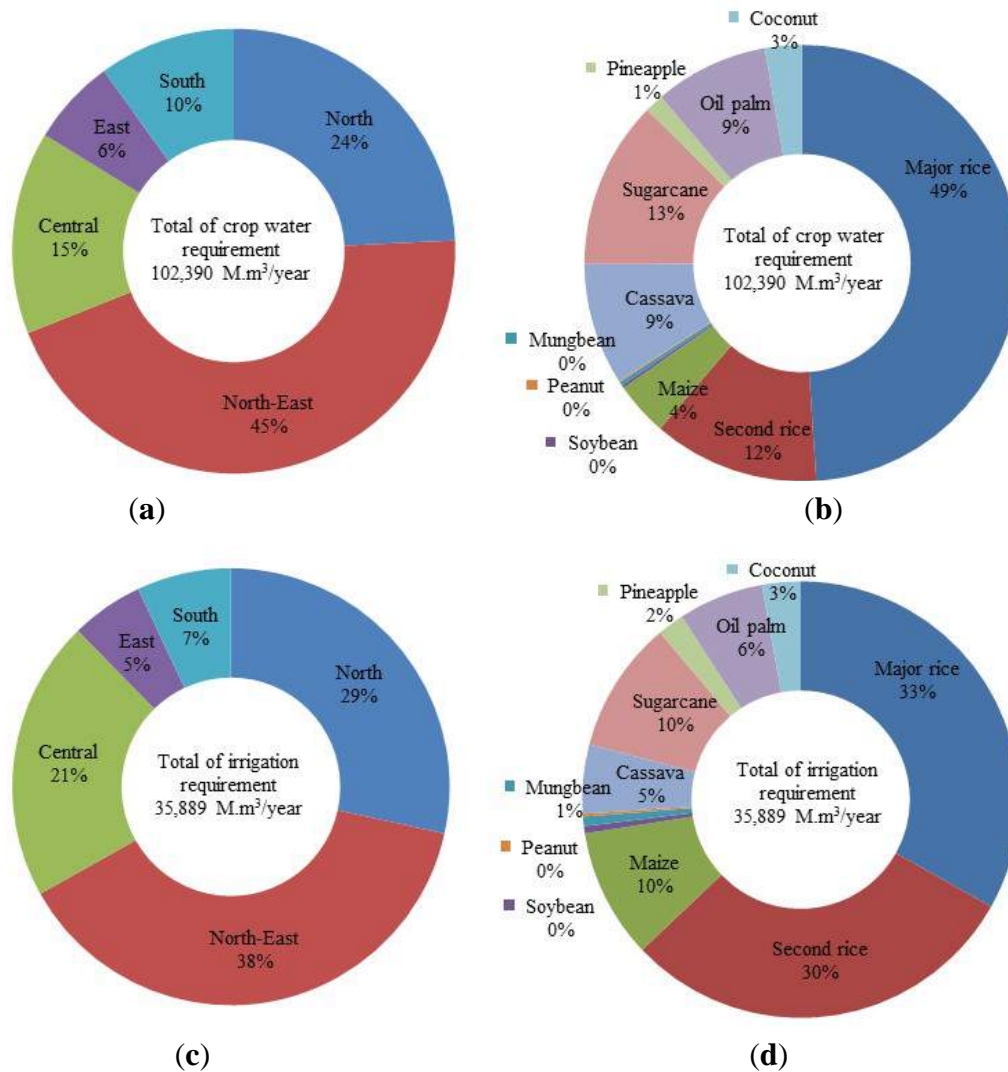 South
10%
North
24%
East
6%
Central
15%
Total of crop water
requirement
102,390 M.m³/year
North-East
45%
(a)
Coconut
3%
Pineapple
1%
Oil palm
9%
Major rice
49%
Sugarcane
13%
Total of crop water
requirement
102,390 M.m³/year
Cassava
9%
Mungbean
0%
Peanut
0%
Maize
4%
Soybean
0%
Second rice
12%
(b)
South
7%
East
5%
North
29%
Central
21%
Total of irrigation
requirement
35,889 M.m³/year
North-East
38%
(c)
Coconut
3%
Pineapple
2%
Oil palm
6%
Major rice
33%
Sugarcane
10%
Total of irrigation
requirement
35,889 M.m³/year
Cassava
5%
Mungbean
1%
Peanut
0%
Maize
10%
Soybean
0%
Second rice
30%
(d)